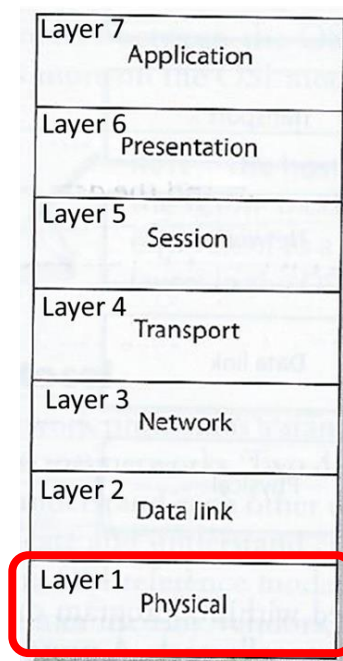 Layer 7
Application
Layer 6
Presentation
Layer 5
Session
Layer 4
Transport
Layer 3
Network
Layer 2
Data link
Layer 1
Physical